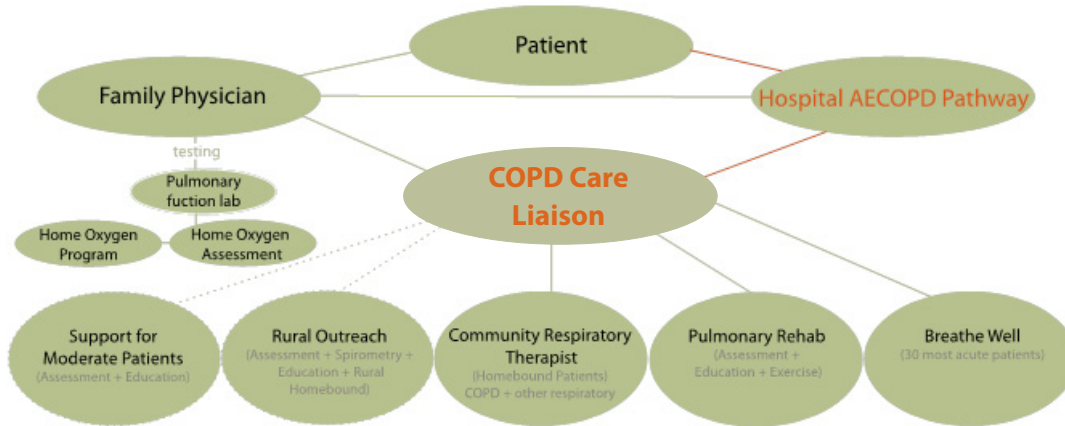 Patient
Family Physician
Hospital AECOPD Pathway
testing
COPD Care
Liaison
Pulmonary
fuction lab
Home Oxygen
Program
Home Oxygen
Assessment
Support for
Moderate Patients
(Assessment + Education)
Rural Outreach
(Assessment + Spirometry +
Education + Rural
Homebound)
Community Respiratory
Therapist
(Homebound Patients)
COPD + other respiratory
Pulmonary Rehab
(Assessment +
Education + Exercise)
Breathe Well
(30 most acute patients)